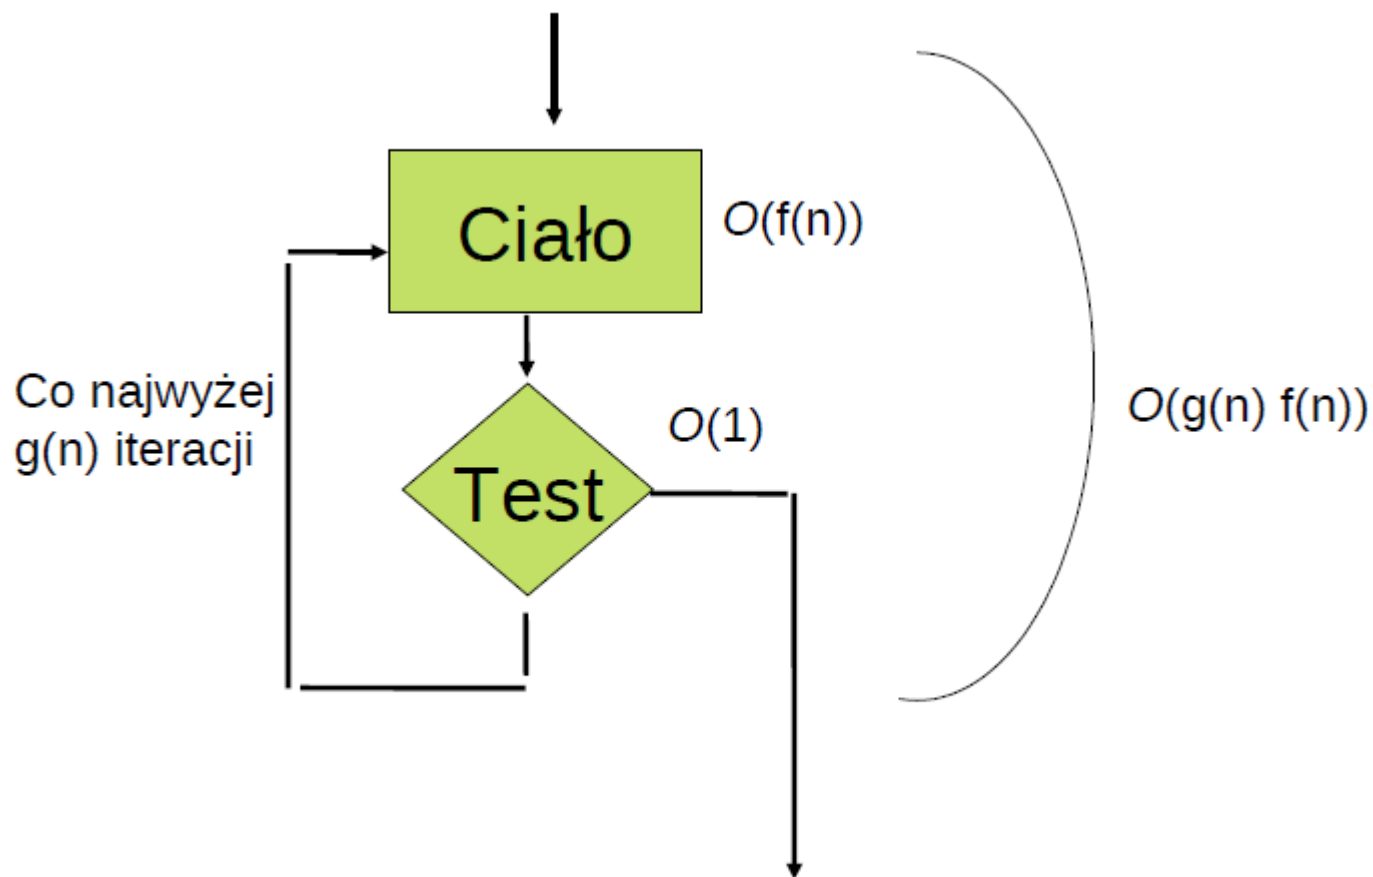 Ciało
O(f(n))
Co najwyżej
g(n) iteracji
O(1)
Test
O(g(n) f(n))